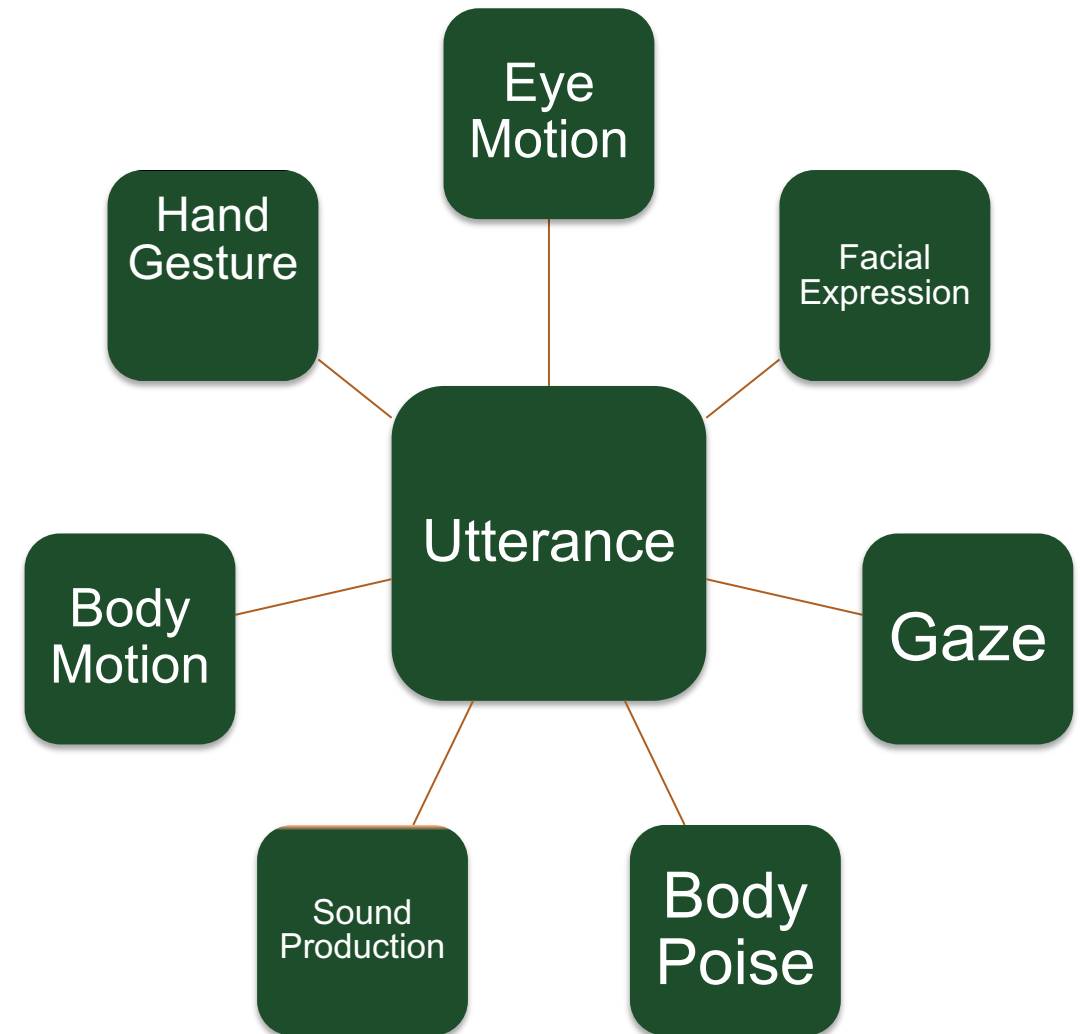 Eye
Motion
Hand
Gesture
Facial
Expression
Utterance
Body
Motion
Gaze
Sound
Production
Body
Poise